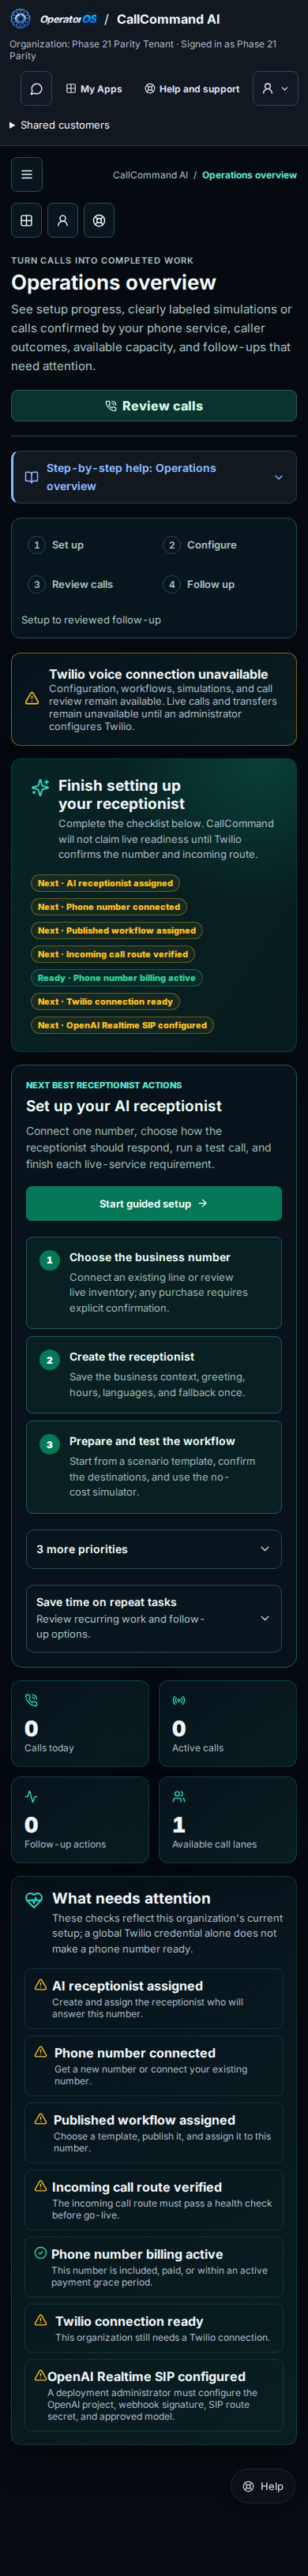 OperatorOS / CallCommand AI
Organization: Phase 21 Parity Tenant · Signed in as Phase 21
Parity
My Apps
Help and support
Shared customers
CallCommand AI / Operations overview
TURN CALLS INTO COMPLETED WORK
Operations overview
See setup progress, clearly labeled simulations or
calls confirmed by your phone service, caller
outcomes, available capacity, and follow-ups that
need attention.
Review calls
Step-by-step help: Operations
overview
1 Set up
2 Configure
3 Review calls
4 Follow up
Setup to reviewed follow-up
Twilio voice connection unavailable
Configuration, workflows, simulations, and call
review remain available. Live calls and transfers
remain unavailable until an administrator
configures Twilio.
Finish setting up
your receptionist
Complete the checklist below. CallCommand
will not claim live readiness until Twilio
confirms the number and incoming route.
Next · AI receptionist assigned
Next · Phone number connected
Next · Published workflow assigned
Next · Incoming call route verified
Ready · Phone number billing active
Next · Twilio connection ready
Next · OpenAI Realtime SIP configured
NEXT BEST RECEPTIONIST ACTIONS
Set up your AI receptionist
Connect one number, choose how the
receptionist should respond, run a test call, and
finish each live-service requirement.
Start guided setup →
1 Choose the business number
Connect an existing line or review
live inventory; any purchase requires
explicit confirmation.
2 Create the receptionist
Save the business context, greeting,
hours, languages, and fallback once.
3 Prepare and test the workflow
Start from a scenario template, confirm
the destinations, and use the no-
cost simulator.
3 more priorities
Save time on repeat tasks
Review recurring work and follow-
up options.
0
Calls today
0
Active calls
0
Follow-up actions
1
Available call lanes
What needs attention
These checks reflect this organization's current
setup; a global Twilio credential alone does not
make a phone number ready.
AI receptionist assigned
Create and assign the receptionist who will
answer this number.
Phone number connected
Get a new number or connect your existing
number.
Published workflow assigned
Choose a template, publish it, and assign it to this
number.
Incoming call route verified
The incoming call route must pass a health check
before go-live.
Phone number billing active
This number is included, paid, or within an active
payment grace period.
Twilio connection ready
This organization still needs a Twilio connection.
OpenAI Realtime SIP configured
A deployment administrator must configure the
OpenAI project, webhook signature, SIP route
secret, and approved model.
Help